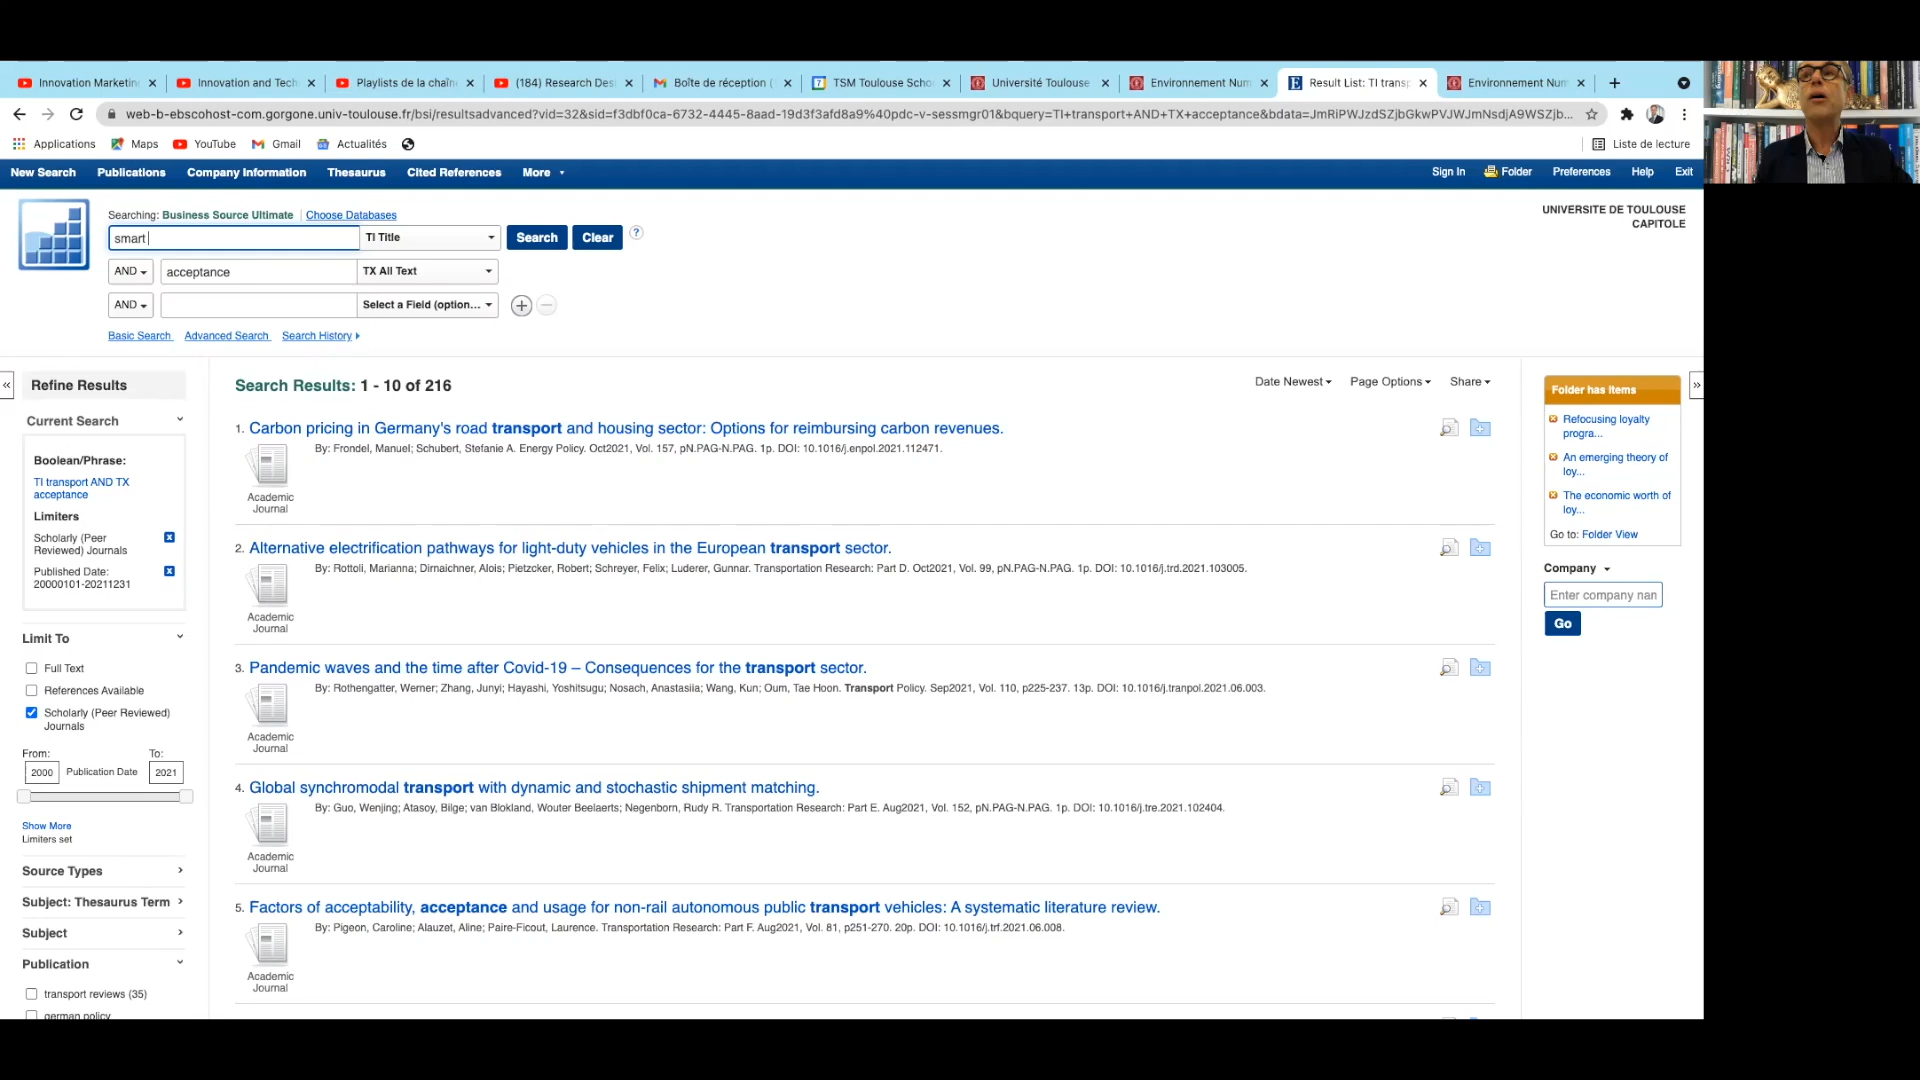 Innovation Marketin
Innovation and Tech
Playlists de la chaîn
(184) Research Des
Boîte de réception (
TSM Toulouse Scho
Université Toulouse
Environnement Num
Result List: TI transp
Environnement Num
web-b-ebscohost-com.gorgone.univ-toulouse.fr/bsi/resultsadvanced?vid=32&sid=f3dbf0ca-6732-4445-8aad-19d3f3afd8a9%40pdc-v-sessmgr01&bquery=TI+transport+AND+TX+acceptance&bdata=JmRiPWJzdSZjbGkwPVJWJmNsdjA9WSZjb...
Applications Maps YouTube Gmail Actualités Liste de lecture
New Search Publications Company Information Thesaurus Cited References More Sign In Folder Preferences Help Exit
Searching: Business Source Ultimate Choose Databases
UNIVERSITE DE TOULOUSE
CAPITOLE
smart TI Title Search Clear ?
AND acceptance TX All Text
AND Select a Field (option...
Basic Search Advanced Search Search History
Refine Results
Current Search
Boolean/Phrase:
TI transport AND TX
acceptance
Limiters
Scholarly (Peer
Reviewed) Journals
Published Date:
20000101-20211231
Limit To
Full Text
References Available
Scholarly (Peer Reviewed)
Journals
From: To:
2000 Publication Date 2021
Show More
Limiters set
Source Types
Subject: Thesaurus Term
Subject
Publication
transport reviews (35)
german policy
Search Results: 1 - 10 of 216
Date Newest Page Options Share
1. Carbon pricing in Germany's road transport and housing sector: Options for reimbursing carbon revenues.
By: Frondel, Manuel; Schubert, Stefanie A. Energy Policy. Oct2021, Vol. 157, pN.PAG-N.PAG. 1p. DOI: 10.1016/j.enpol.2021.112471.
Academic
Journal
2. Alternative electrification pathways for light-duty vehicles in the European transport sector.
By: Rottoli, Marianna; Dirnaichner, Alois; Pietzcker, Robert; Schreyer, Felix; Luderer, Gunnar. Transportation Research: Part D. Oct2021, Vol. 99, pN.PAG-N.PAG. 1p. DOI: 10.1016/j.trd.2021.103005.
Academic
Journal
3. Pandemic waves and the time after Covid-19 – Consequences for the transport sector.
By: Rothengatter, Werner; Zhang, Junyi; Hayashi, Yoshitsugu; Nosach, Anastasiia; Wang, Kun; Oum, Tae Hoon. Transport Policy. Sep2021, Vol. 110, p225-237. 13p. DOI: 10.1016/j.tranpol.2021.06.003.
Academic
Journal
4. Global synchromodal transport with dynamic and stochastic shipment matching.
By: Guo, Wenjing; Atasoy, Bilge; van Blokland, Wouter Beelaerts; Negenborn, Rudy R. Transportation Research: Part E. Aug2021, Vol. 152, pN.PAG-N.PAG. 1p. DOI: 10.1016/j.tre.2021.102404.
Academic
Journal
5. Factors of acceptability, acceptance and usage for non-rail autonomous public transport vehicles: A systematic literature review.
By: Pigeon, Caroline; Alauzet, Aline; Paire-Ficout, Laurence. Transportation Research: Part F. Aug2021, Vol. 81, p251-270. 20p. DOI: 10.1016/j.trf.2021.06.008.
Academic
Journal
Folder has items
Refocusing loyalty
progra...
An emerging theory of
loy...
The economic worth of
loy...
Go to: Folder View
Company
Enter company nan
Go